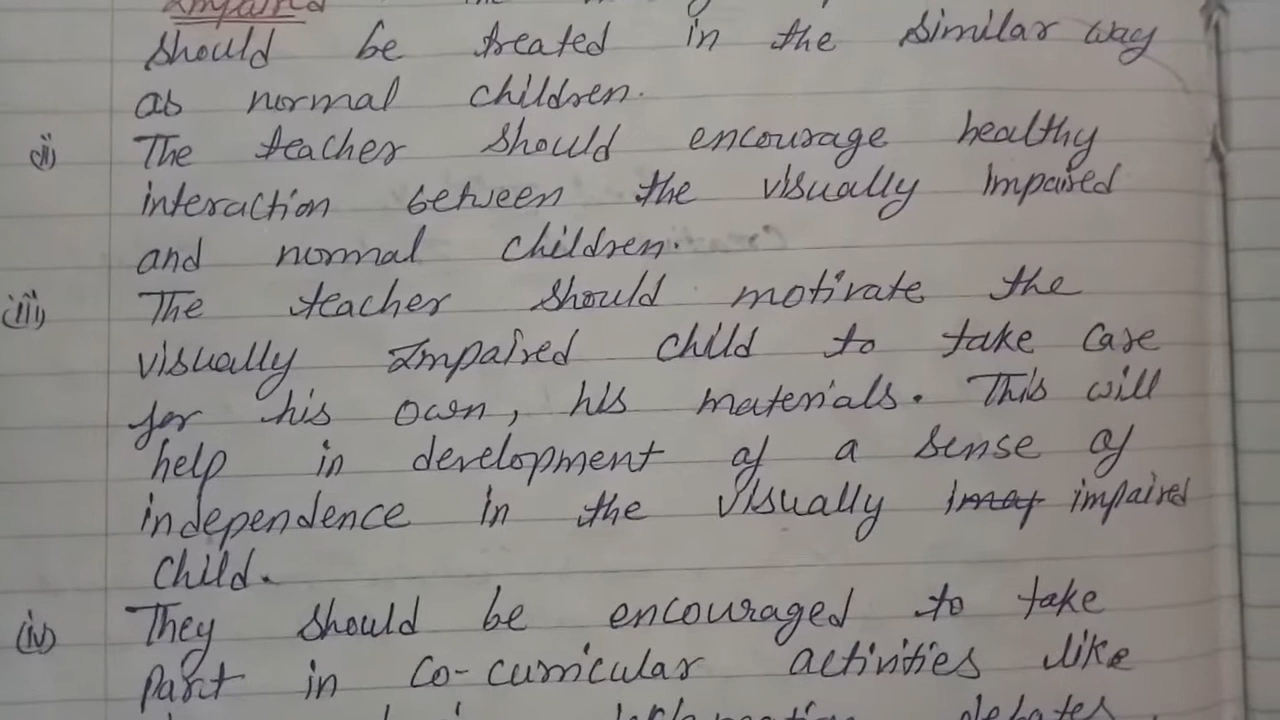 Impaired
should be treated in the similar way
as normal children.
(ii) The teacher should encourage healthy
interaction between the visually impaired
and normal children.
(iii) The teacher should motivate the
visually Impaired child to take care
for his own, his materials. This will
help in development of a sense of
independence in the visually imay impaired
child.
(iv) They should be encouraged to take
part in co-curricular activities like
debates